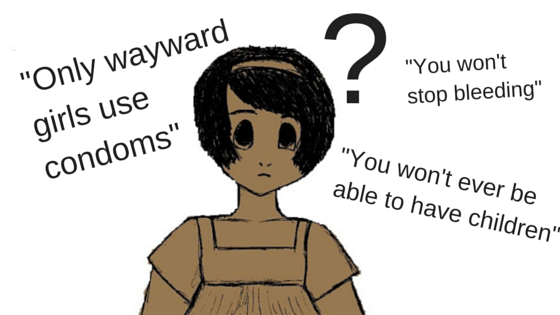 "Only wayward
girls use
condoms"
?
"You won't
stop bleeding"
"You won't ever be
able to have children"